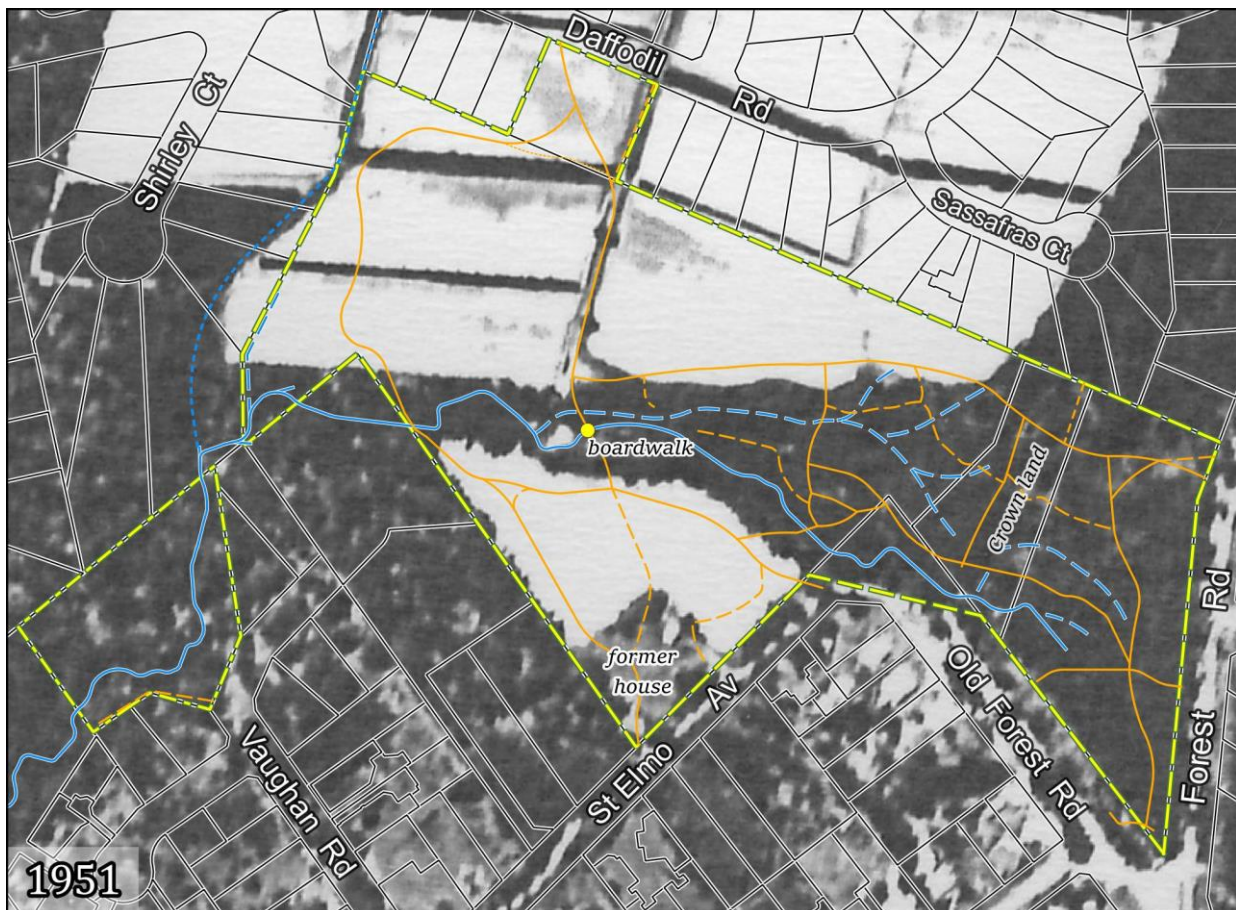 Daffodil
Rd
Shirley Ct
Sassafras Ct
boardwalk
crown land
former
house
St Elmo
Av
Old Forest Rd
Forest
Rd
Vaughan Rd
1951